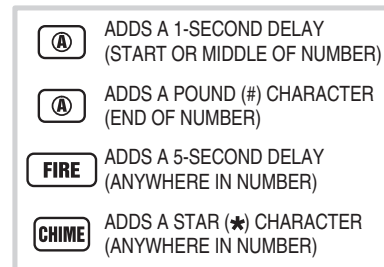 Ⓐ ADDS A 1-SECOND DELAY
(START OR MIDDLE OF NUMBER)
Ⓐ ADDS A POUND (#) CHARACTER
(END OF NUMBER)
FIRE ADDS A 5-SECOND DELAY
(ANYWHERE IN NUMBER)
CHIME ADDS A STAR (★) CHARACTER
(ANYWHERE IN NUMBER)